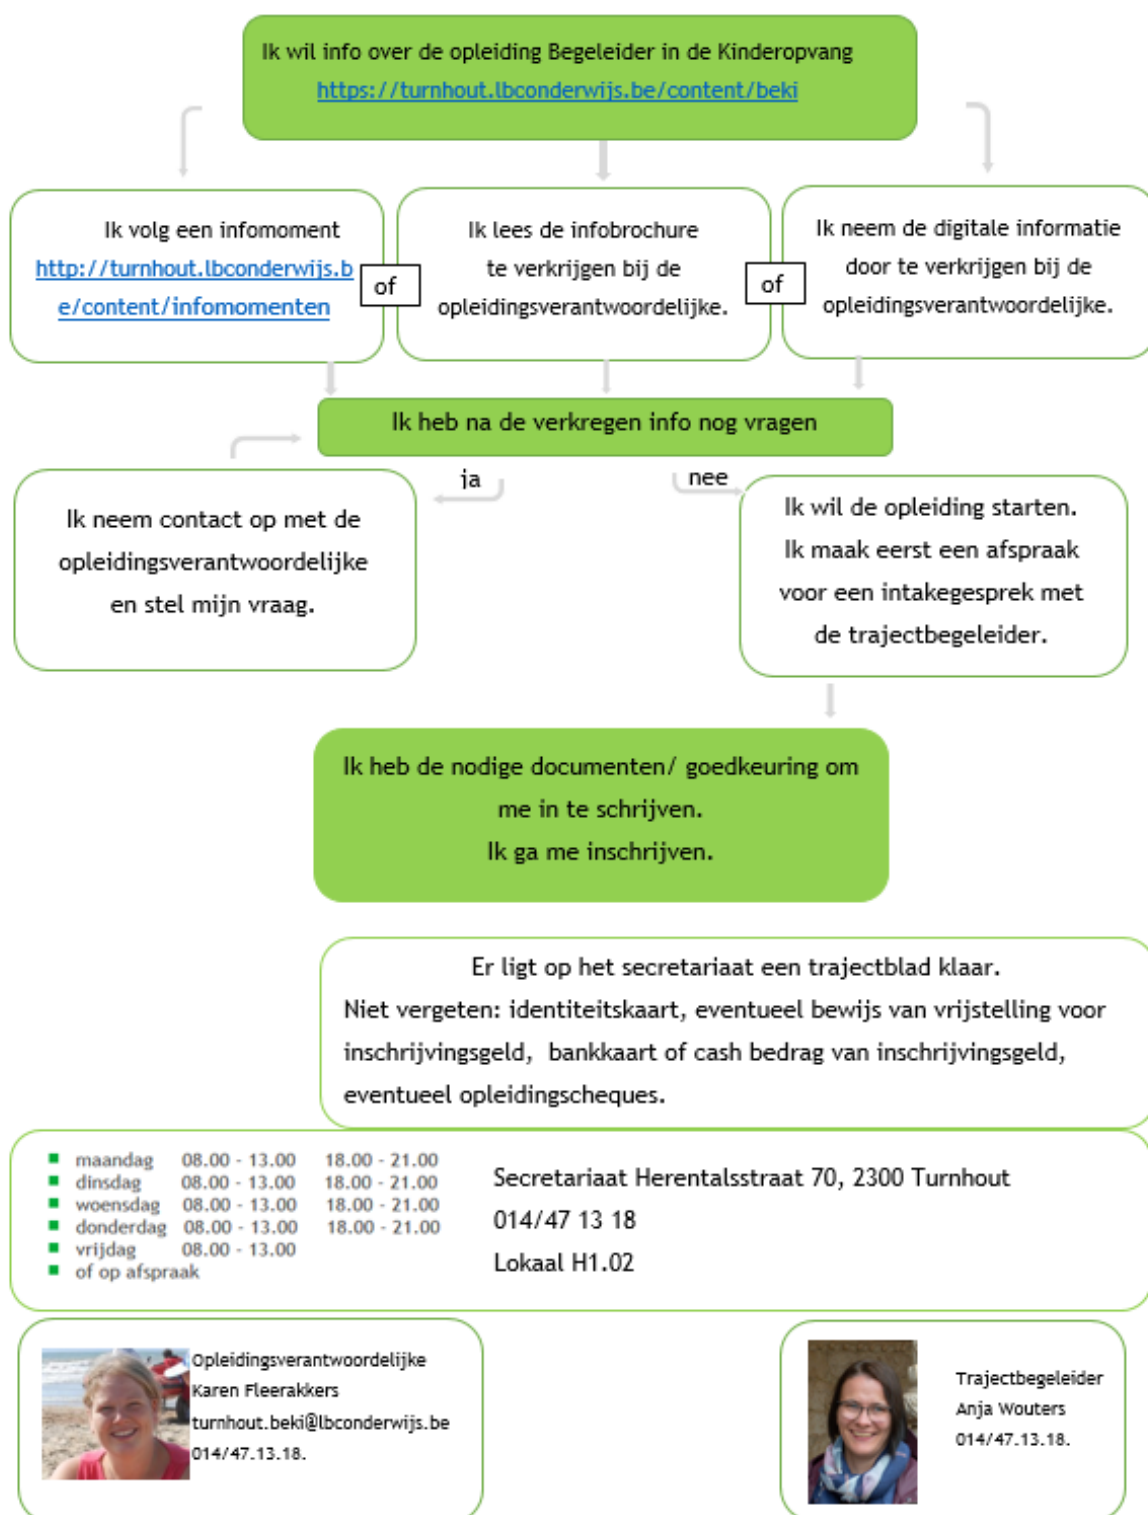 Ik wil info over de opleiding Begeleider in de Kinderopvang
https://turnhout.lbconderwijs.be/content/beki
Ik volg een infomoment
http://turnhout.lbconderwijs.b
e/content/infomomenten
of
Ik lees de infobrochure
te verkrijgen bij de
opleidingsverantwoordelijke.
of
Ik neem de digitale informatie
door te verkrijgen bij de
opleidingsverantwoordelijke.
Ik heb na de verkregen info nog vragen
ja
nee
Ik neem contact op met de
opleidingsverantwoordelijke
en stel mijn vraag.
Ik wil de opleiding starten.
Ik maak eerst een afspraak
voor een intakegesprek met
de trajectbegeleider.
Ik heb de nodige documenten/ goedkeuring om
me in te schrijven.
Ik ga me inschrijven.
Er ligt op het secretariaat een trajectblad klaar.
Niet vergeten: identiteitskaart, eventueel bewijs van vrijstelling voor
inschrijvingsgeld, bankkaart of cash bedrag van inschrijvingsgeld,
eventueel opleidingscheques.
maandag 08.00 - 13.00 18.00 - 21.00
dinsdag 08.00 - 13.00 18.00 - 21.00
woensdag 08.00 - 13.00 18.00 - 21.00
donderdag 08.00 - 13.00 18.00 - 21.00
vrijdag 08.00 - 13.00
of op afspraak
Secretariaat Herentalsstraat 70, 2300 Turnhout
014/47 13 18
Lokaal H1.02
Opleidingsverantwoordelijke
Karen Fleerakkers
turnhout.beki@lbconderwijs.be
014/47.13.18.
Trajectbegeleider
Anja Wouters
014/47.13.18.